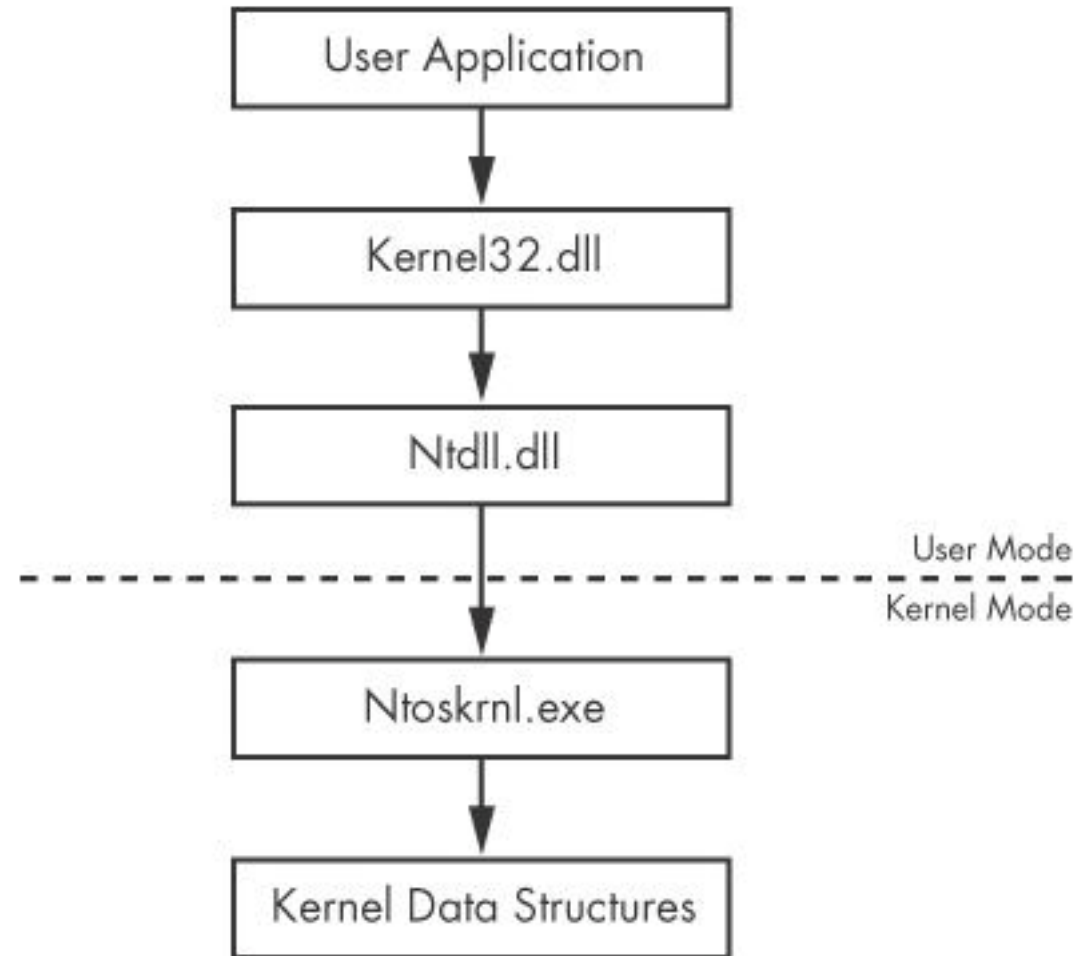 User Application
Kernel32.dll
Ntdll.dll
User Mode
Kernel Mode
Ntoskrnl.exe
Kernel Data Structures